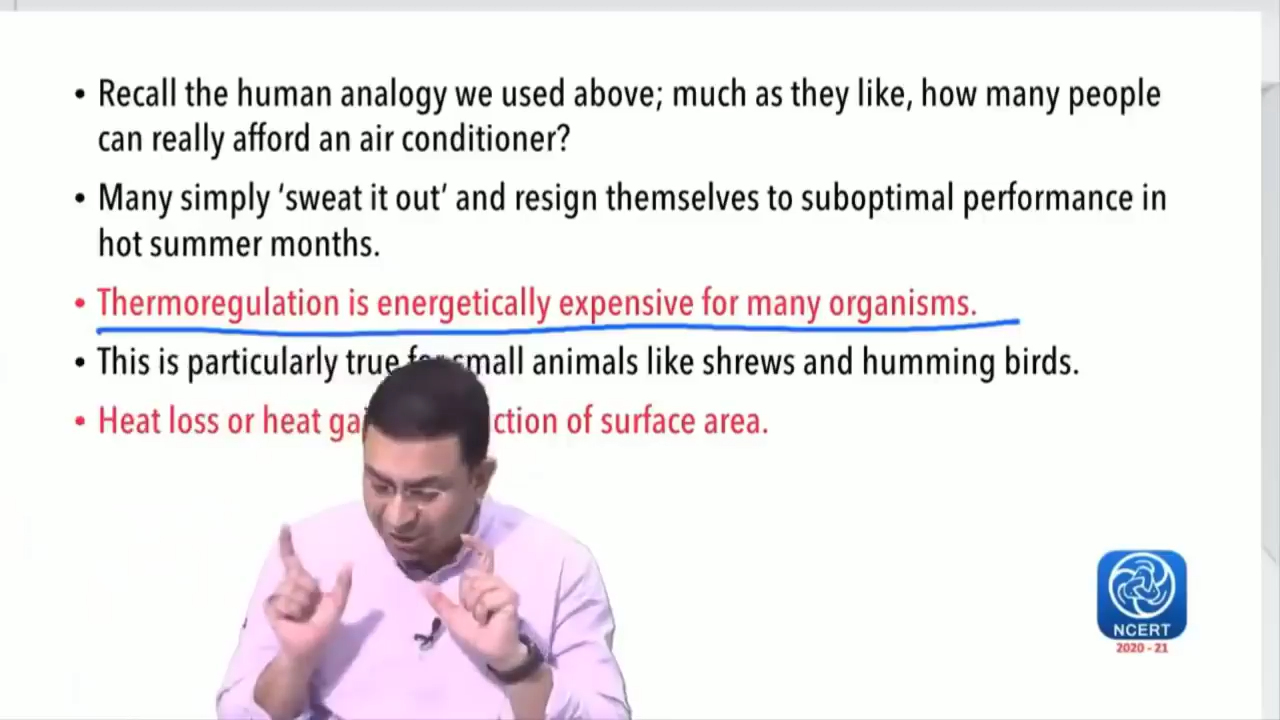 • Recall the human analogy we used above; much as they like, how many people
can really afford an air conditioner?
• Many simply ‘sweat it out’ and resign themselves to suboptimal performance in
hot summer months.
• Thermoregulation is energetically expensive for many organisms.
• This is particularly true for small animals like shrews and humming birds.
• Heat loss or heat ction of surface area.
NCERT
2020 - 21